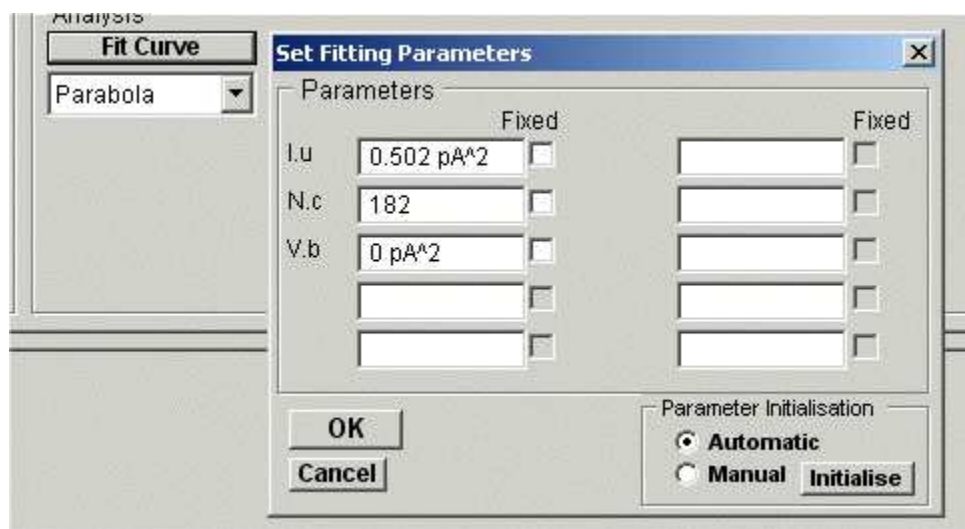 Analysis
Fit Curve
Parabola
Set Fitting Parameters
Parameters
Fixed Fixed
I.u 0.502 pA^2
N.c 182
V.b 0 pA^2
OK
Cancel
Parameter Initialisation
Automatic
Manual Initialise